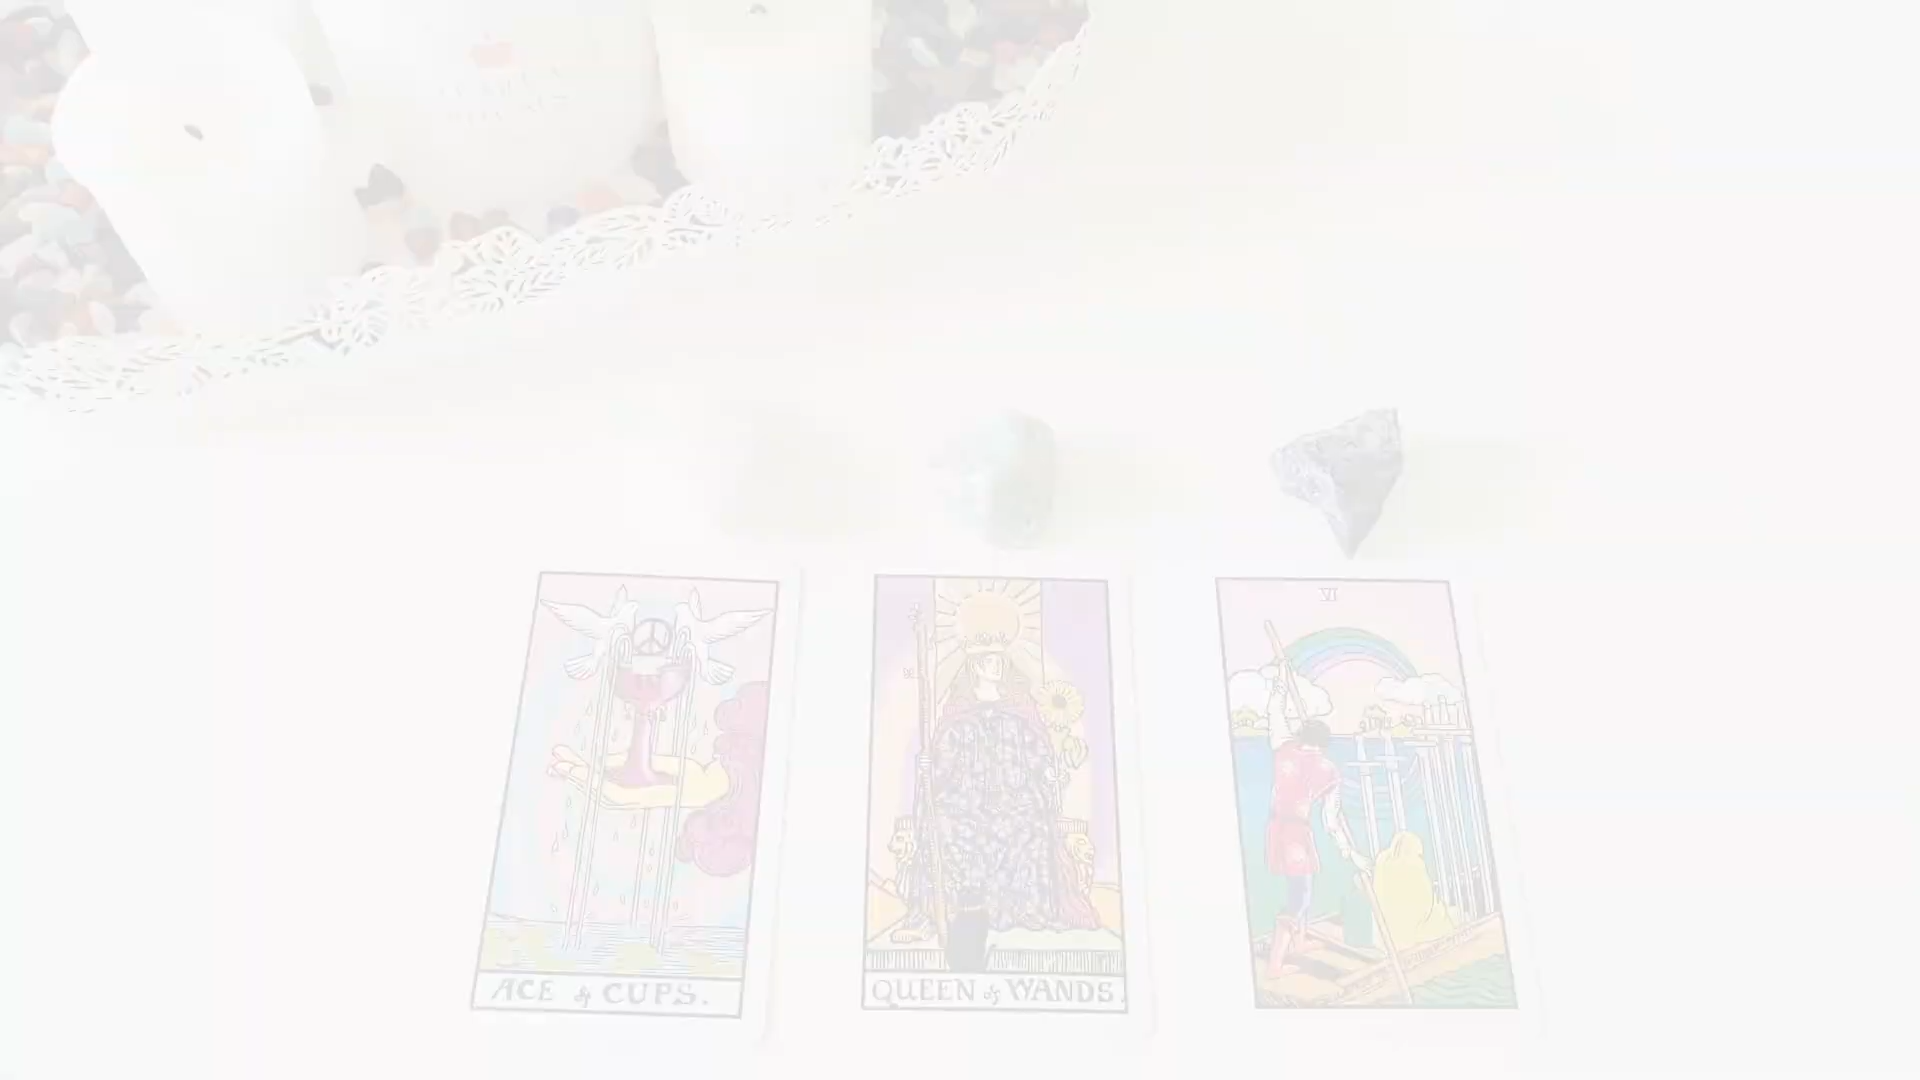 VI
ACE of CUPS.
QUEEN of WANDS.